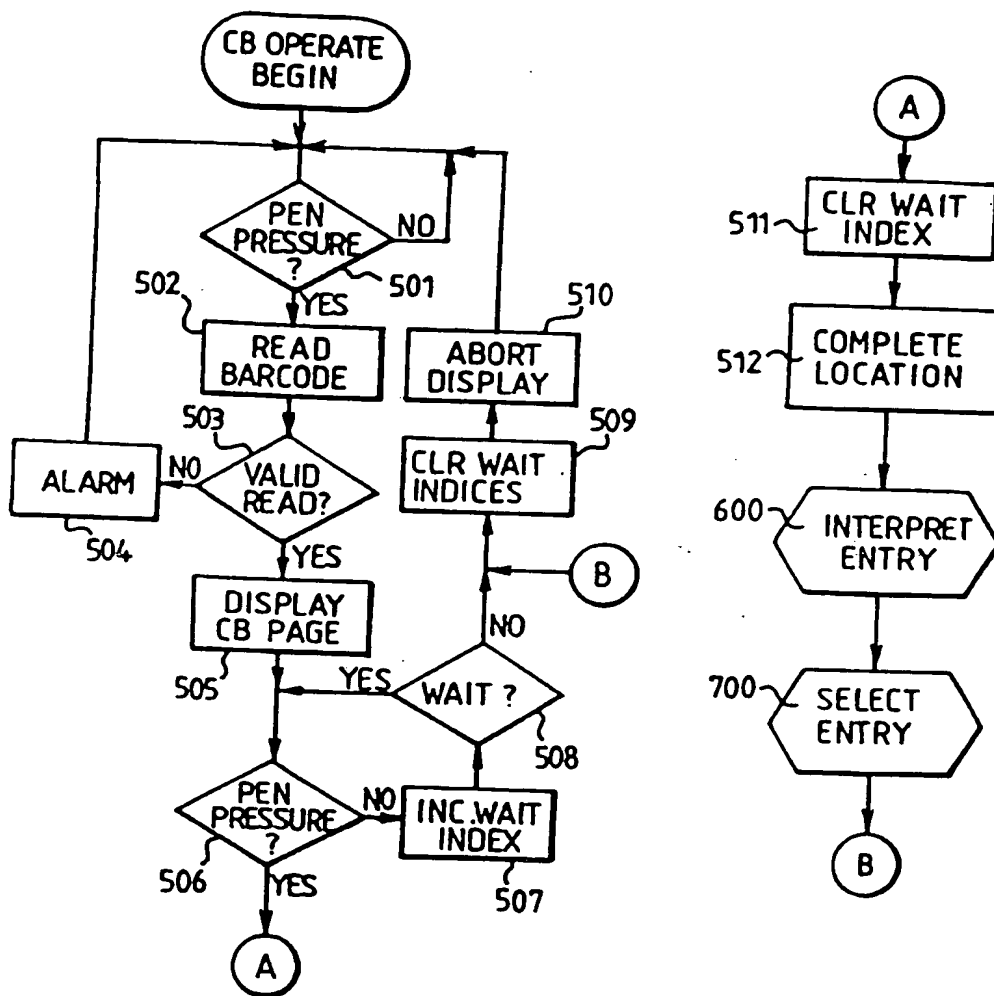 CB OPERATE
BEGIN
PEN
PRESSURE
?
NO
501
YES
502
READ
BARCODE
503
VALID
READ?
NO
ALARM
504
YES
DISPLAY
CB PAGE
505
PEN
PRESSURE
?
506
NO
YES
A
INC.WAIT
INDEX
507
WAIT ?
508
YES
NO
B
CLR WAIT
INDICES
509
ABORT
DISPLAY
510
A
CLR WAIT
INDEX
511
COMPLETE
LOCATION
512
INTERPRET
ENTRY
600
SELECT
ENTRY
700
B